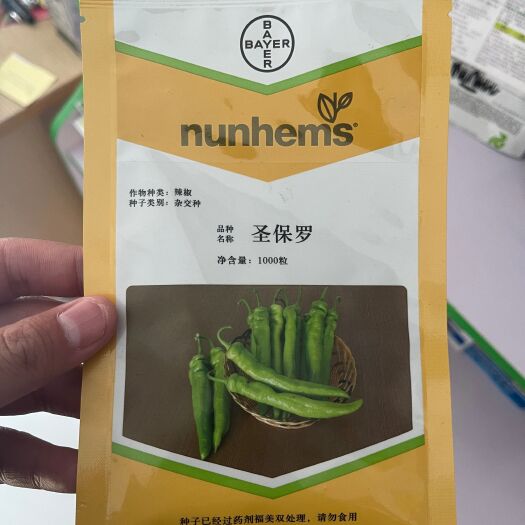 BAYER
BAYER
nunhems®
作物种类：辣椒
种子类别：杂交种
品种名称 圣保罗
净含量：1000粒
种子已经过药剂福美双处理，请勿食用